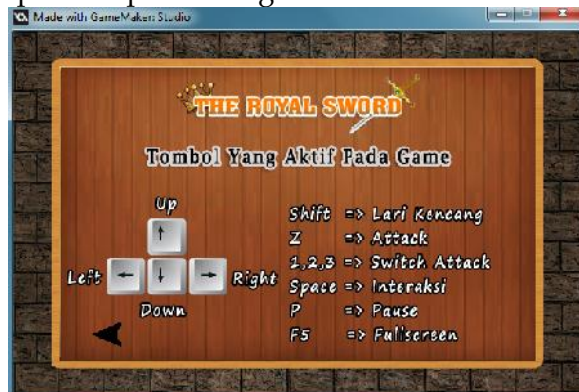 Made with GameMaker: Studio
THE ROYAL SWORD
Tombol Yang Aktif Pada Game
Up
Left
Right
Down
Shift => Lari Kencang
Z => Attack
1,2,3 => Switch Attack
Space => Interaksi
P => Pause
F5 => Fullscreen